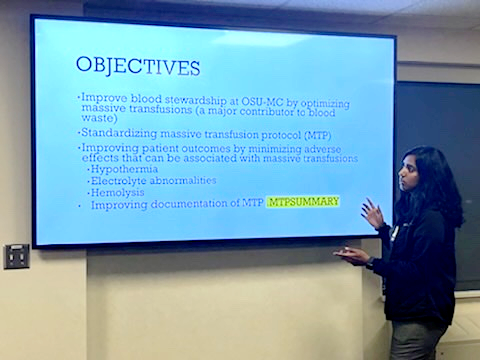 OBJECTIVES
•Improve blood stewardship at OSU-MC by optimizing
massive transfusions (a major contributor to blood
waste)
•Standardizing massive transfusion protocol (MTP)
•Improving patient outcomes by minimizing adverse
effects that can be associated with massive transfusions
•Hypothermia
•Electrolyte abnormalities
•Hemolysis
• Improving documentation of MTP .MTPSUMMARY